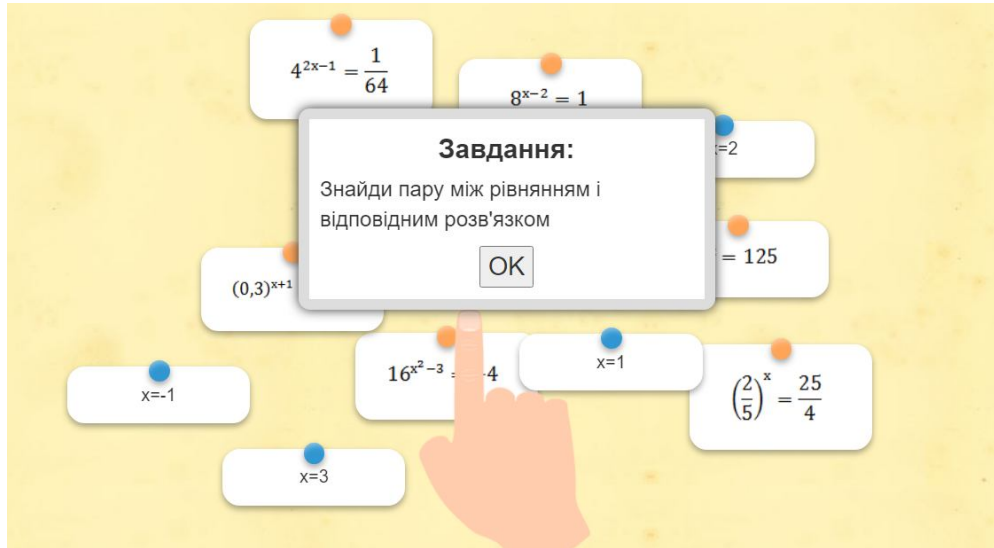 4^{2x−1} = 1/64
8^{x−2} = 1
=2
Завдання:
Знайди пару між рівнянням і
відповідним розв'язком
OK
= 125
(0,3)^{x+1}
16^{x²−3}
x=1
(2/5)^x = 25/4
x=-1
x=3